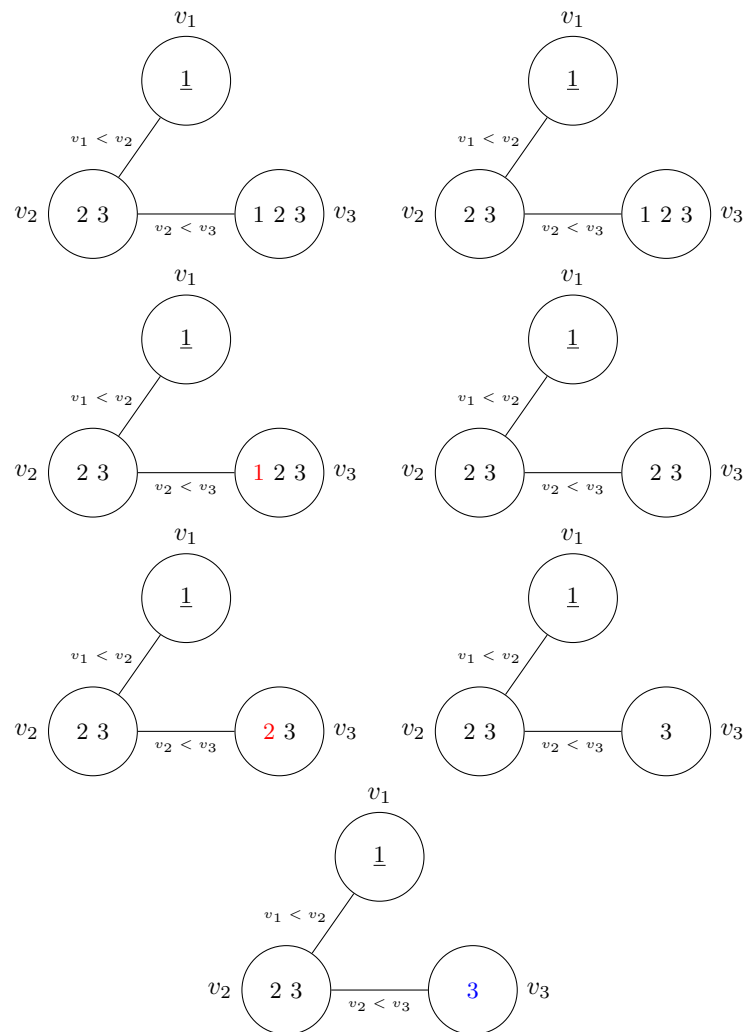 v1 v1
1 1
v1 < v2 v1 < v2
v2 2 3 1 2 3 v3 v2 2 3 1 2 3 v3
v2 < v3 v2 < v3
v1 v1
1 1
v1 < v2 v1 < v2
v2 2 3 1 2 3 v3 v2 2 3 2 3 v3
v2 < v3 v2 < v3
v1 v1
1 1
v1 < v2 v1 < v2
v2 2 3 2 3 v3 v2 2 3 3 v3
v2 < v3 v2 < v3
v1
1
v1 < v2
v2 2 3 3 v3
v2 < v3